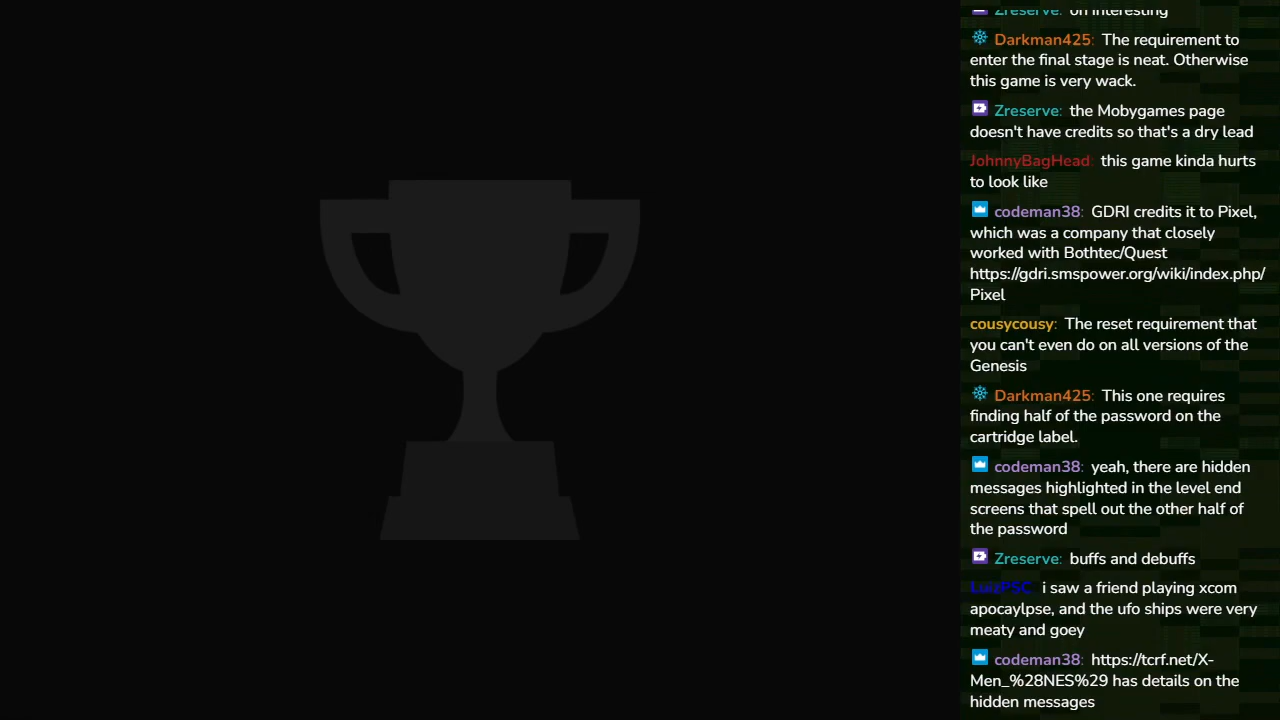 Zreserve: oh interesting
Darkman425: The requirement to
enter the final stage is neat. Otherwise
this game is very wack.
Zreserve: the Mobygames page
doesn't have credits so that's a dry lead
JohnnyBagHead: this game kinda hurts
to look like
codeman38: GDRI credits it to Pixel,
which was a company that closely
worked with Bothtec/Quest
https://gdri.smspower.org/wiki/index.php/
Pixel
cousycousy: The reset requirement that
you can't even do on all versions of the
Genesis
Darkman425: This one requires
finding half of the password on the
cartridge label.
codeman38: yeah, there are hidden
messages highlighted in the level end
screens that spell out the other half of
the password
Zreserve: buffs and debuffs
LuizPSC: i saw a friend playing xcom
apocaylpse, and the ufo ships were very
meaty and goey
codeman38: https://tcrf.net/X-
Men_%28NES%29 has details on the
hidden messages